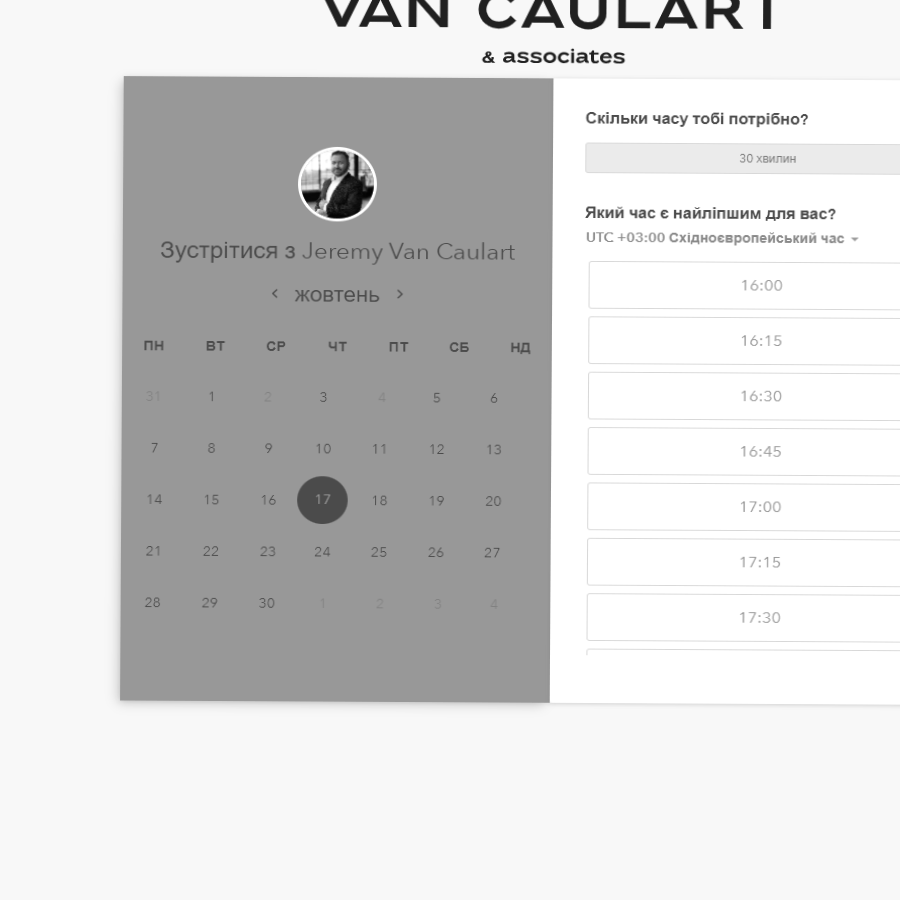 VAN CAULART
& associates
Зустрітися з Jeremy Van Caulart
‹ жовтень ›
ПН ВТ СР ЧТ ПТ СБ НД
31 1 2 3 4 5 6
7 8 9 10 11 12 13
14 15 16 17 18 19 20
21 22 23 24 25 26 27
28 29 30 1 2 3 4
Скільки часу тобі потрібно?
30 хвилин
Який час є найліпшим для вас?
UTC +03:00 Східноєвропейський час
16:00
16:15
16:30
16:45
17:00
17:15
17:30